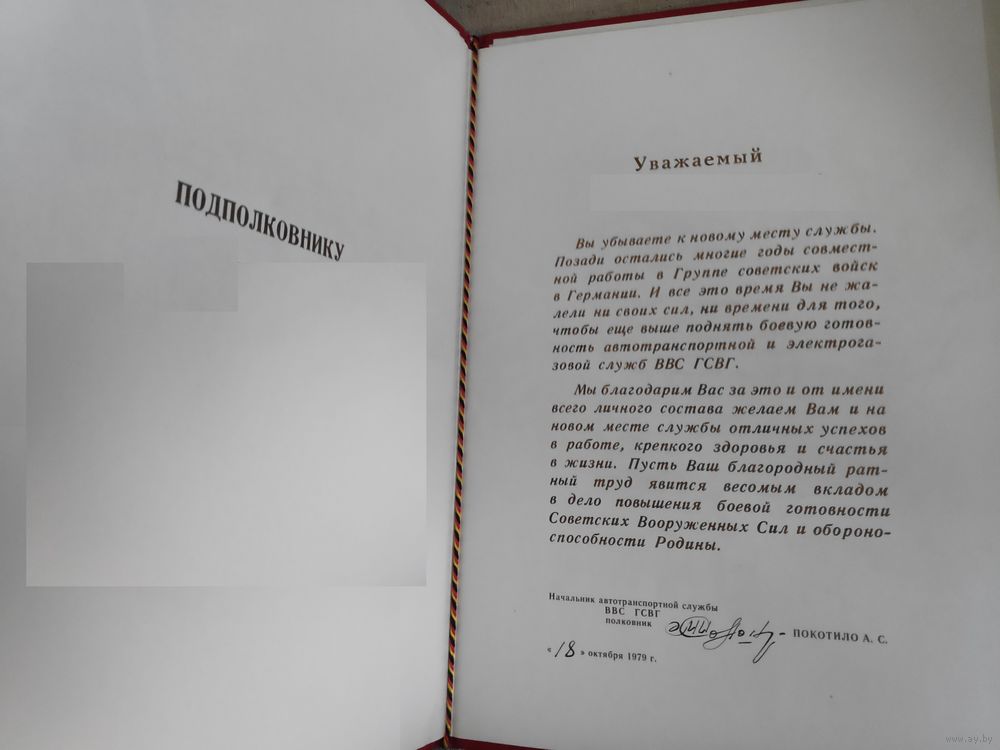 ПОДПОЛКОВНИКУ
Уважаемый
Вы убываете к новому месту службы.
Позади остались многие годы совмест-
ной работы в Группе советских войск
в Германии. И все это время Вы не жа-
лели ни своих сил, ни времени для того,
чтобы еще выше поднять боевую готов-
ность автотранспортной и электрога-
зовой служб ВВС ГСВГ.
Мы благодарим Вас за это и от имени
всего личного состава желаем Вам и на
новом месте службы отличных успехов
в работе, крепкого здоровья и счастья
в жизни. Пусть Ваш благородный рат-
ный труд явится весомым вкладом
в дело повышения боевой готовности
Советских Вооруженных Сил и обороно-
способности Родины.
Начальник автотранспортной службы
ВВС ГСВГ
полковник
ПОКОТИЛО А. С.
«18» октября 1979 г.
www.ay.by